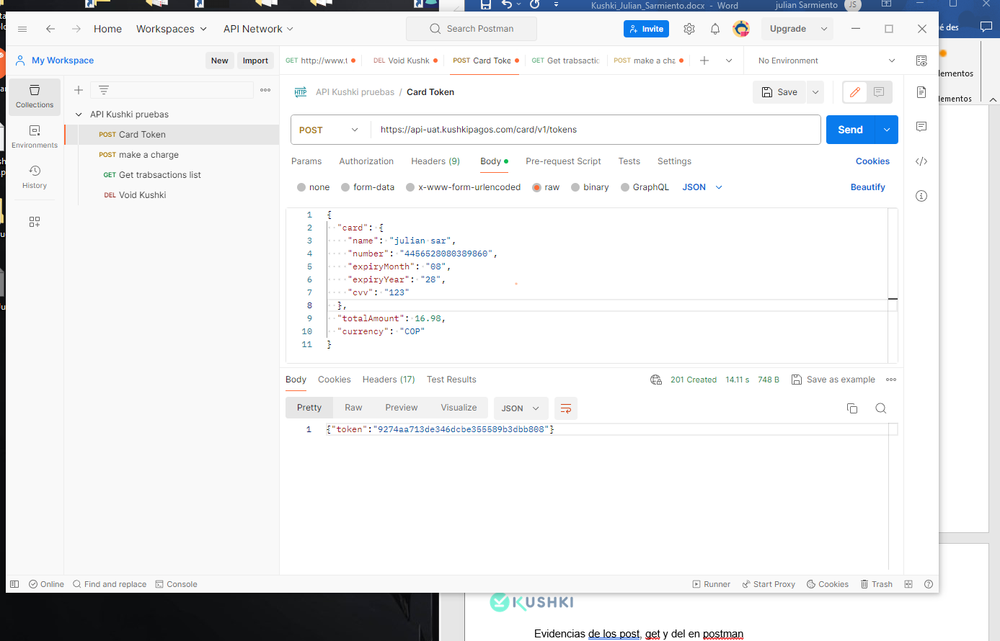 Kushki_Julian_Sarmiento.docx - Word
julian Sarmiento
JS
Home
Workspaces
API Network
Search Postman
Invite
Upgrade
My Workspace
New
Import
GET http://www.t
DEL Void Kushk
POST Card Toke
GET Get trabsactic
POST make a cha
No Environment
Collections
Environments
History
API Kushki pruebas
POST Card Token
POST make a charge
GET Get trabsactions list
DEL Void Kushki
HTTP
API Kushki pruebas / Card Token
Save
POST
https://api-uat.kushkipagos.com/card/v1/tokens
Send
Params
Authorization
Headers (9)
Body
Pre-request Script
Tests
Settings
Cookies
none
form-data
x-www-form-urlencoded
raw
binary
GraphQL
JSON
Beautify
1 {
2 "card": {
3 "name": "julian sar",
4 "number": "4456528080389860",
5 "expiryMonth": "08",
6 "expiryYear": "28",
7 "cvv": "123"
8 },
9 "totalAmount": 16.98,
10 "currency": "COP"
11 }
Body
Cookies
Headers (17)
Test Results
201 Created
14.11 s
748 B
Save as example
Pretty
Raw
Preview
Visualize
JSON
1 {"token":"9274aa713de346dcbe355589b3dbb808"}
Online
Find and replace
Console
Runner
Start Proxy
Cookies
Trash
é des
lementos
lementos
KUSHKI
Evidencias de los post, get y del en postman